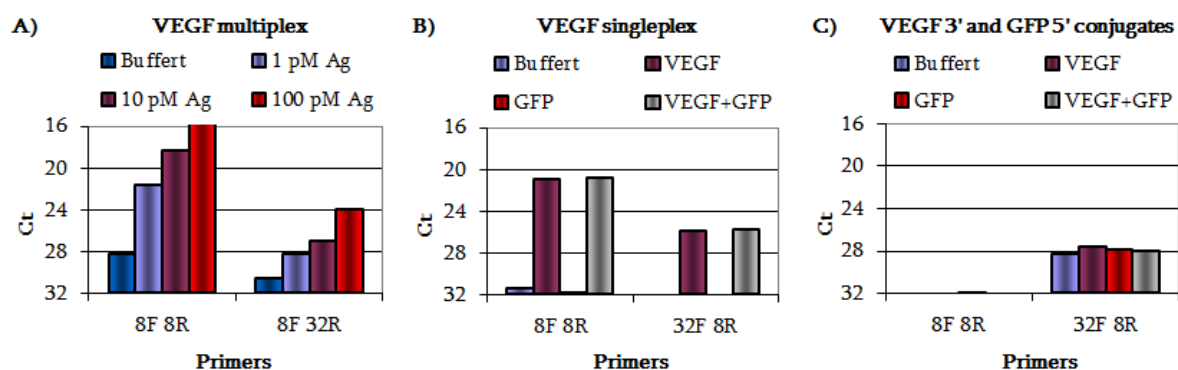 A) VEGF multiplex
Buffert 1 pM Ag
10 pM Ag 100 pM Ag
16
20
24
28
32
Ct
8F 8R 8F 32R
Primers
B) VEGF singleplex
Buffert VEGF
GFP VEGF+GFP
16
20
24
28
32
Ct
8F 8R 32F 8R
Primers
C) VEGF 3' and GFP 5' conjugates
Buffert VEGF
GFP VEGF+GFP
16
20
24
28
32
Ct
8F 8R 32F 8R
Primers